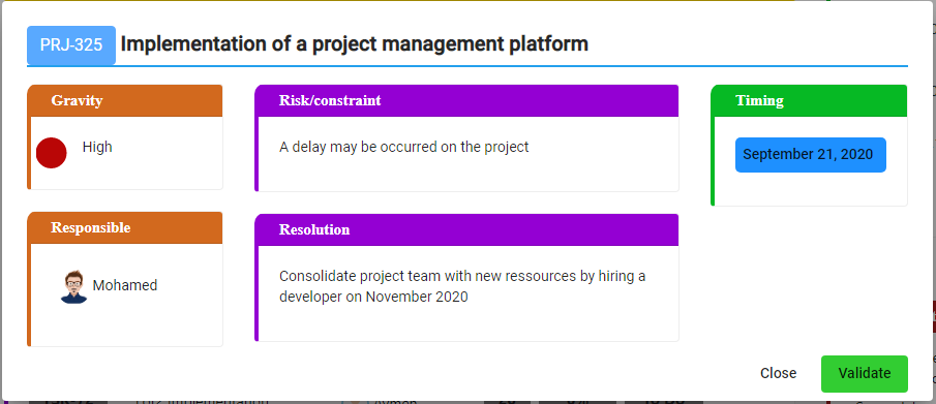 PRJ-325 Implementation of a project management platform
Gravity
High
Risk/constraint
A delay may be occurred on the project
Timing
September 21, 2020
Responsible
Mohamed
Resolution
Consolidate project team with new ressources by hiring a
developer on November 2020
Close
Validate